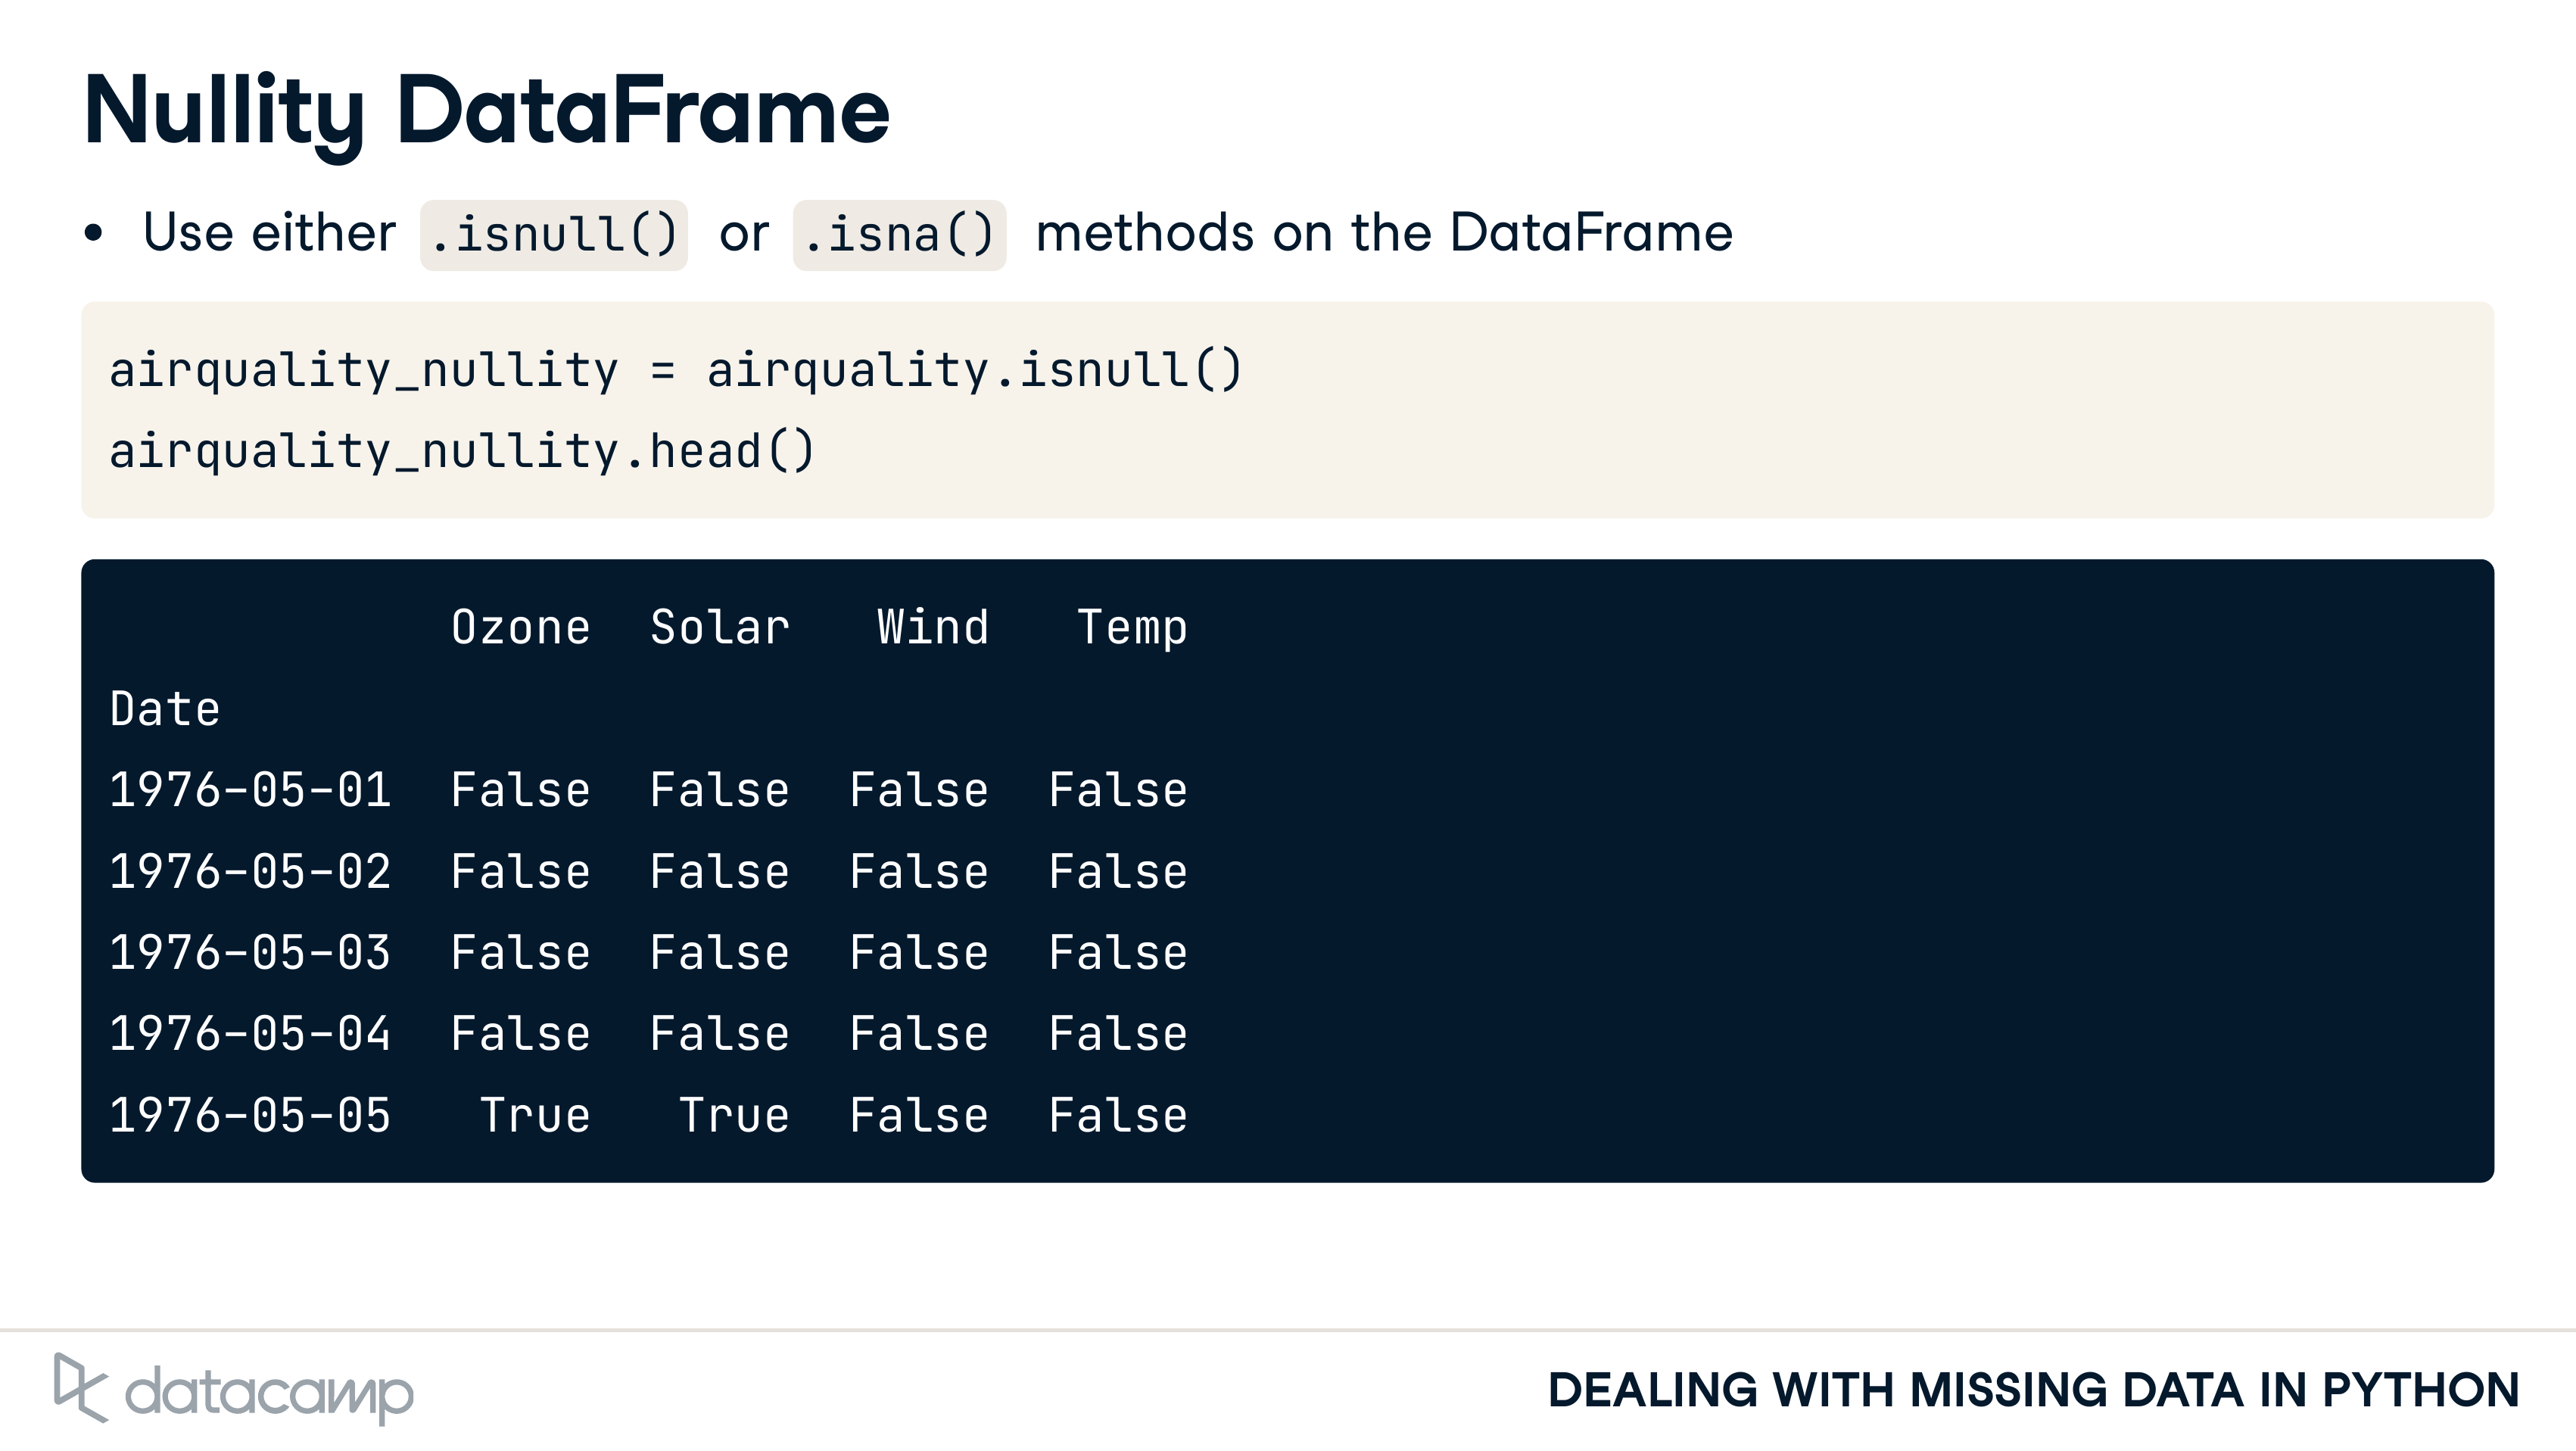 Nullity DataFrame
• Use either .isnull() or .isna() methods on the DataFrame
airquality_nullity = airquality.isnull()
airquality_nullity.head()
Ozone Solar Wind Temp
Date
1976-05-01 False False False False
1976-05-02 False False False False
1976-05-03 False False False False
1976-05-04 False False False False
1976-05-05 True True False False
datacamp
DEALING WITH MISSING DATA IN PYTHON